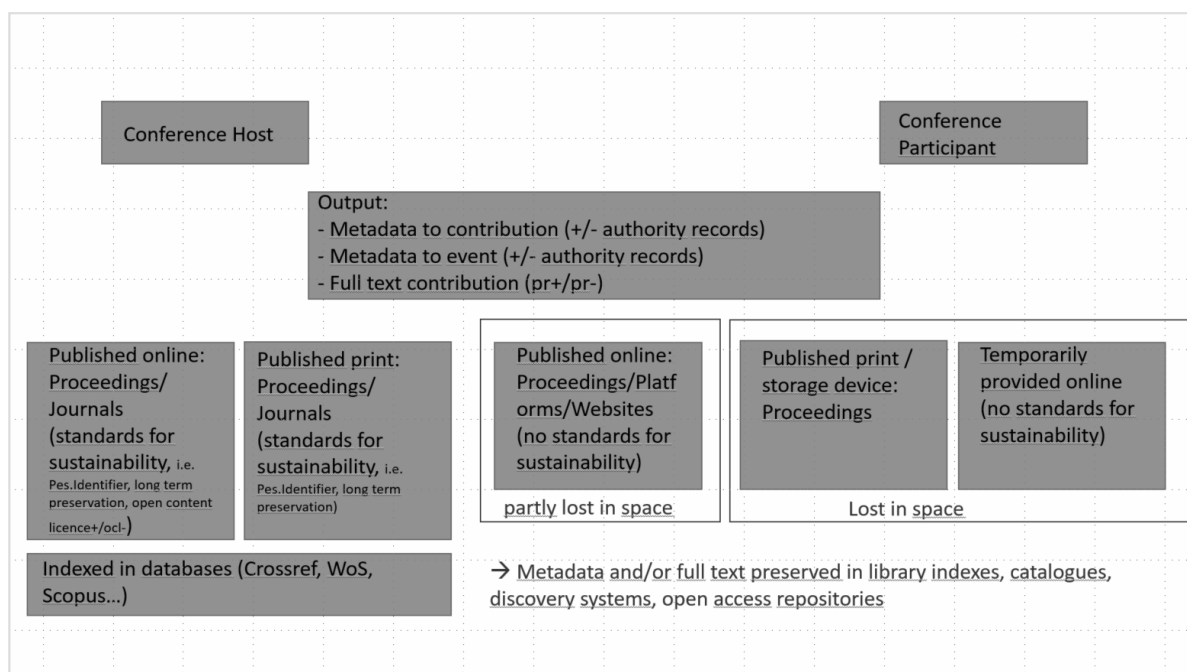 Conference Host
Conference
Participant
Output:
- Metadata to contribution (+/- authority records)
- Metadata to event (+/- authority records)
- Full text contribution (pr+/pr-)
Published online:
Proceedings/
Journals
(standards for
sustainability, i.e.
Pes.Identifier, long term
preservation, open content
licence+/ocl-)
Published print:
Proceedings/
Journals
(standards for
sustainability, i.e.
Pes.Identifier, long term
preservation)
Published online:
Proceedings/Platf
orms/Websites
(no standards for
sustainability)
partly lost in space
Published print /
storage device:
Proceedings
Temporarily
provided online
(no standards for
sustainability)
Lost in space
Indexed in databases (Crossref, WoS,
Scopus...)
→ Metadata and/or full text preserved in library indexes, catalogues,
discovery systems, open access repositories